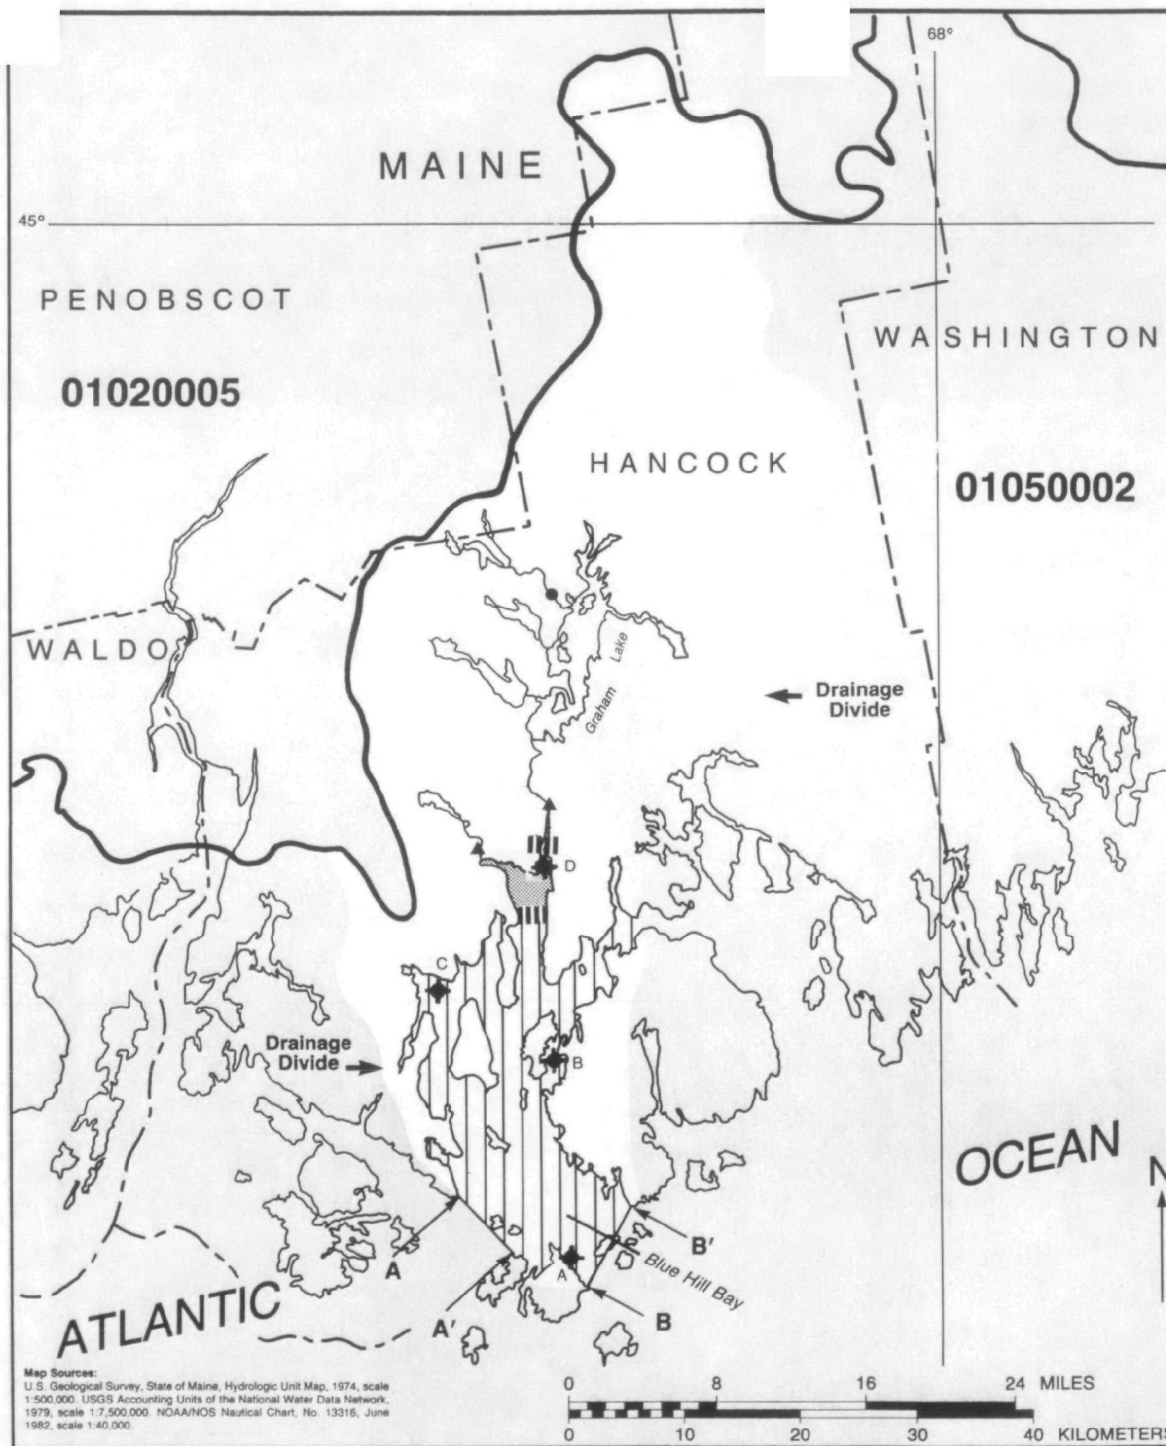 68°
MAINE
45°
PENOBSCOT
WASHINGTON
01020005
HANCOCK
01050002
WALDO
Graham Lake
Drainage
Divide
D
C
Drainage
Divide
B
OCEAN
N
A
B'
A
Blue Hill Bay
ATLANTIC
A'
B
Map Sources:
U.S. Geological Survey, State of Maine, Hydrologic Unit Map, 1974, scale
1:500,000. USGS Accounting Units of the National Water Data Network,
1979, scale 1:7,500,000. NOAA/NOS Nautical Chart, No. 13316, June
1982, scale 1:40,000.
0 8 16 24 MILES
0 10 20 30 40 KILOMETERS